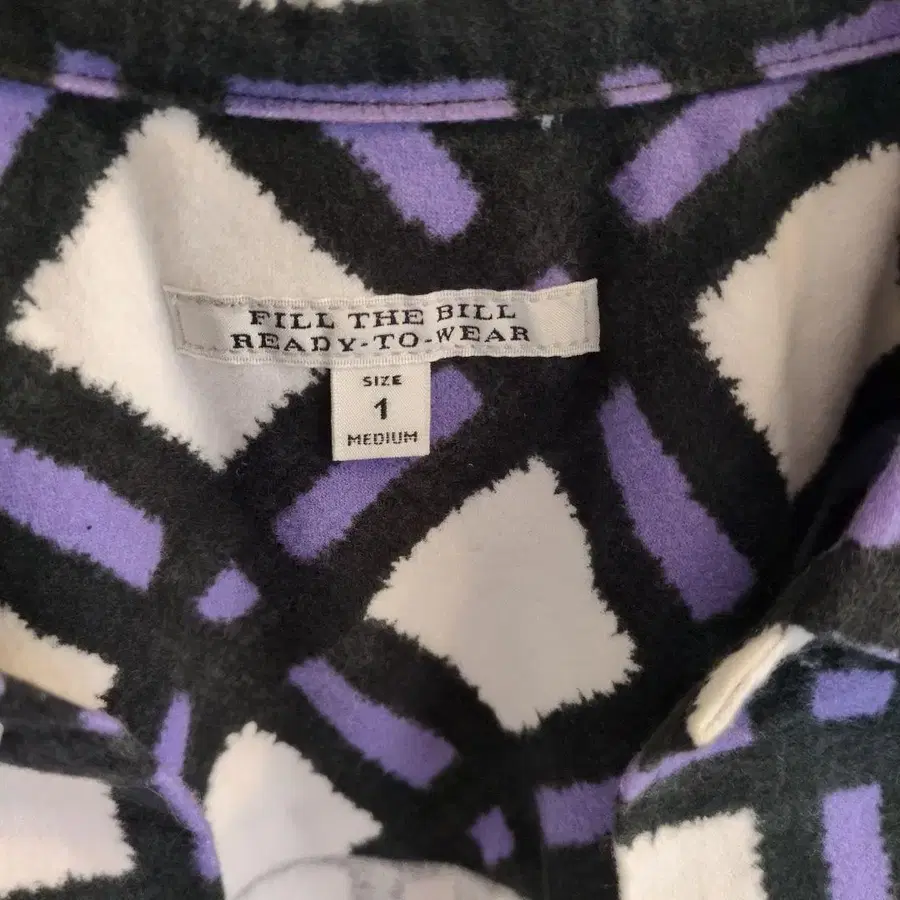 FILL THE BILL
READY-TO-WEAR
SIZE
1
MEDIUM